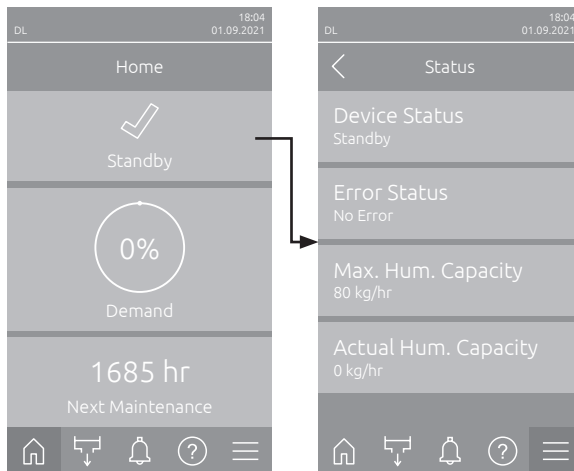 18:04
DL 01.09.2021
Home
Standby
0%
Demand
1685 hr
Next Maintenance
?
18:04
DL 01.09.2021
Status
Device Status
Standby
Error Status
No Error
Max. Hum. Capacity
80 kg/hr
Actual Hum. Capacity
0 kg/hr
?